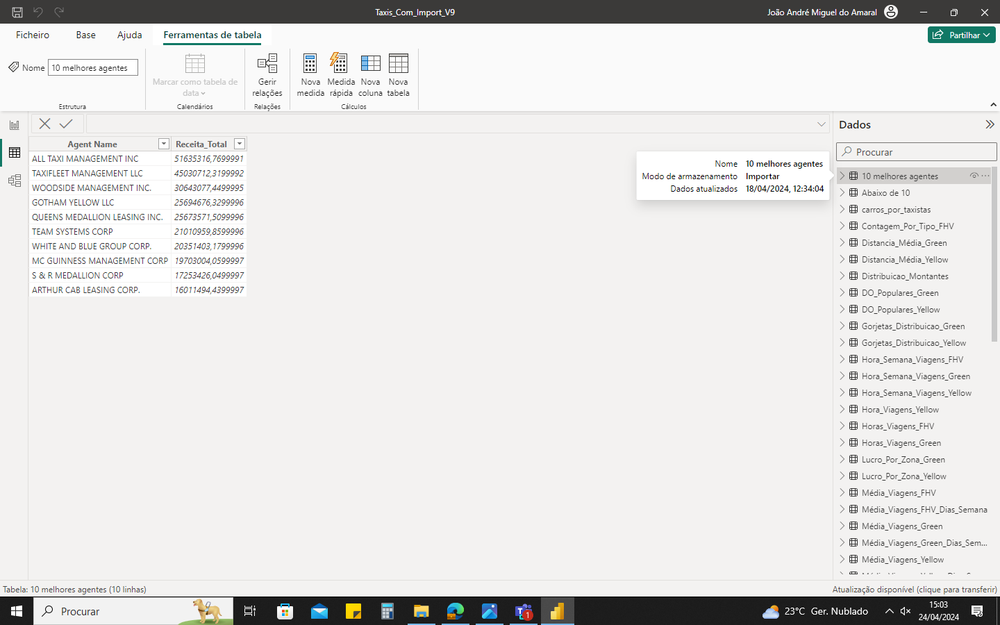 Taxis_Com_Import_V9
João André Miguel do Amaral
Ficheiro
Base
Ajuda
Ferramentas de tabela
Partilhar
Nome
10 melhores agentes
Marcar como tabela de
data
Gerir
relações
Nova
medida
Medida
rápida
Nova
coluna
Nova
tabela
Estrutura
Calendários
Relações
Cálculos
Agent Name Receita_Total
ALL TAXI MANAGEMENT INC 51635316,7699991
TAXIFLEET MANAGEMENT LLC 45030712,3199992
WOODSIDE MANAGEMENT INC. 30643077,4499995
GOTHAM YELLOW LLC 25694676,3299996
QUEENS MEDALLION LEASING INC. 25673571,5099996
TEAM SYSTEMS CORP 21010959,8599996
WHITE AND BLUE GROUP CORP. 20351403,1799996
MC GUINNESS MANAGEMENT CORP 19703004,0599997
S & R MEDALLION CORP 17253426,0499996
ARTHUR CAB LEASING CORP. 16011494,4399997
Nome 10 melhores agentes
Modo de armazenamento Importar
Dados atualizados 18/04/2024, 12:34:04
Dados
Procurar
10 melhores agentes
Abaixo de 10
carros_por_taxistas
Contagem_Por_Tipo_FHV
Distancia_Média_Green
Distancia_Média_Yellow
Distribuicao_Montantes
DO_Populares_Green
DO_Populares_Yellow
Gorjetas_Distribuicao_Green
Gorjetas_Distribuicao_Yellow
Hora_Semana_Viagens_FHV
Hora_Semana_Viagens_Green
Hora_Semana_Viagens_Yellow
Hora_Viagens_Yellow
Horas_Viagens_FHV
Horas_Viagens_Green
Lucro_Por_Zona_Green
Lucro_Por_Zona_Yellow
Média_Viagens_FHV
Média_Viagens_FHV_Dias_Semana
Média_Viagens_Green
Média_Viagens_Green_Dias_Sem...
Média_Viagens_Yellow
Tabela: 10 melhores agentes (10 linhas)
Atualização disponível (clique para transferir)
Procurar
1
23°C Ger. Nublado
15:03
24/04/2024